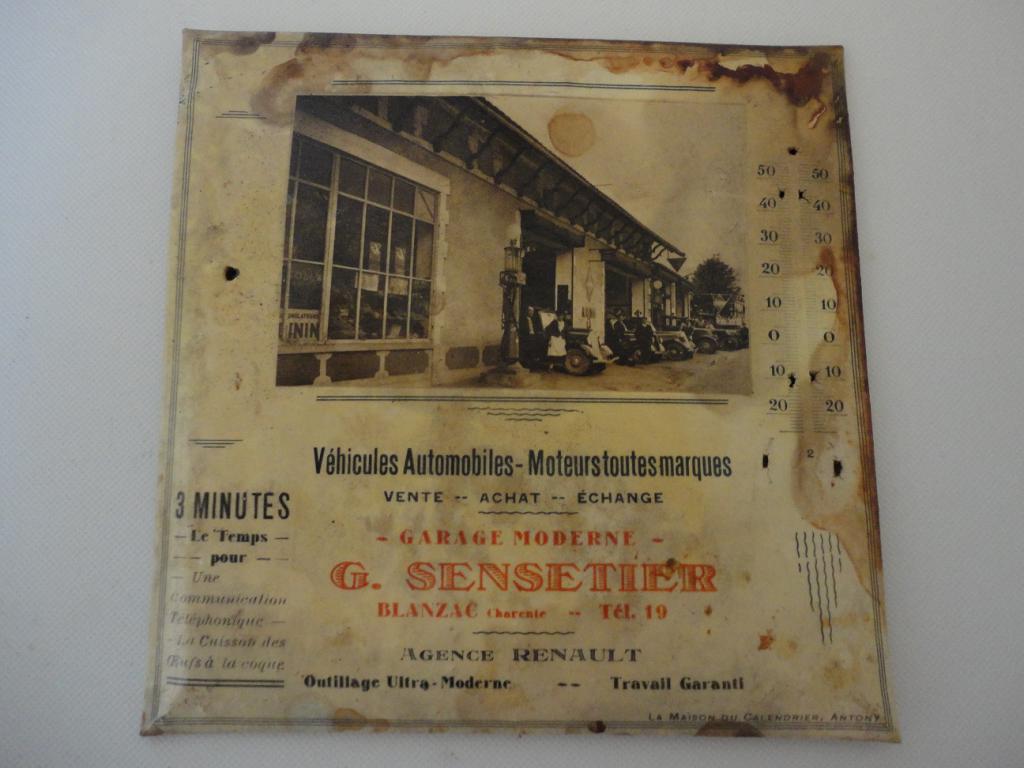 50 50
40 40
30 30
20 20
10 10
0 0
10 10
20 20
2
ININ
Véhicules Automobiles - Moteurs toutes marques
VENTE -- ACHAT -- ÉCHANGE
- GARAGE MODERNE -
G. SENSETIER
BLANZAC Charente -- Tél. 19
AGENCE RENAULT
Outillage Ultra-Moderne -- Travail Garanti
3 MINUTES
- Le Temps -
- pour -
- Une
Communication
Téléphonique -
- La Cuisson des
Œufs à la coque
LA MAISON DU CALENDRIER, ANTONY